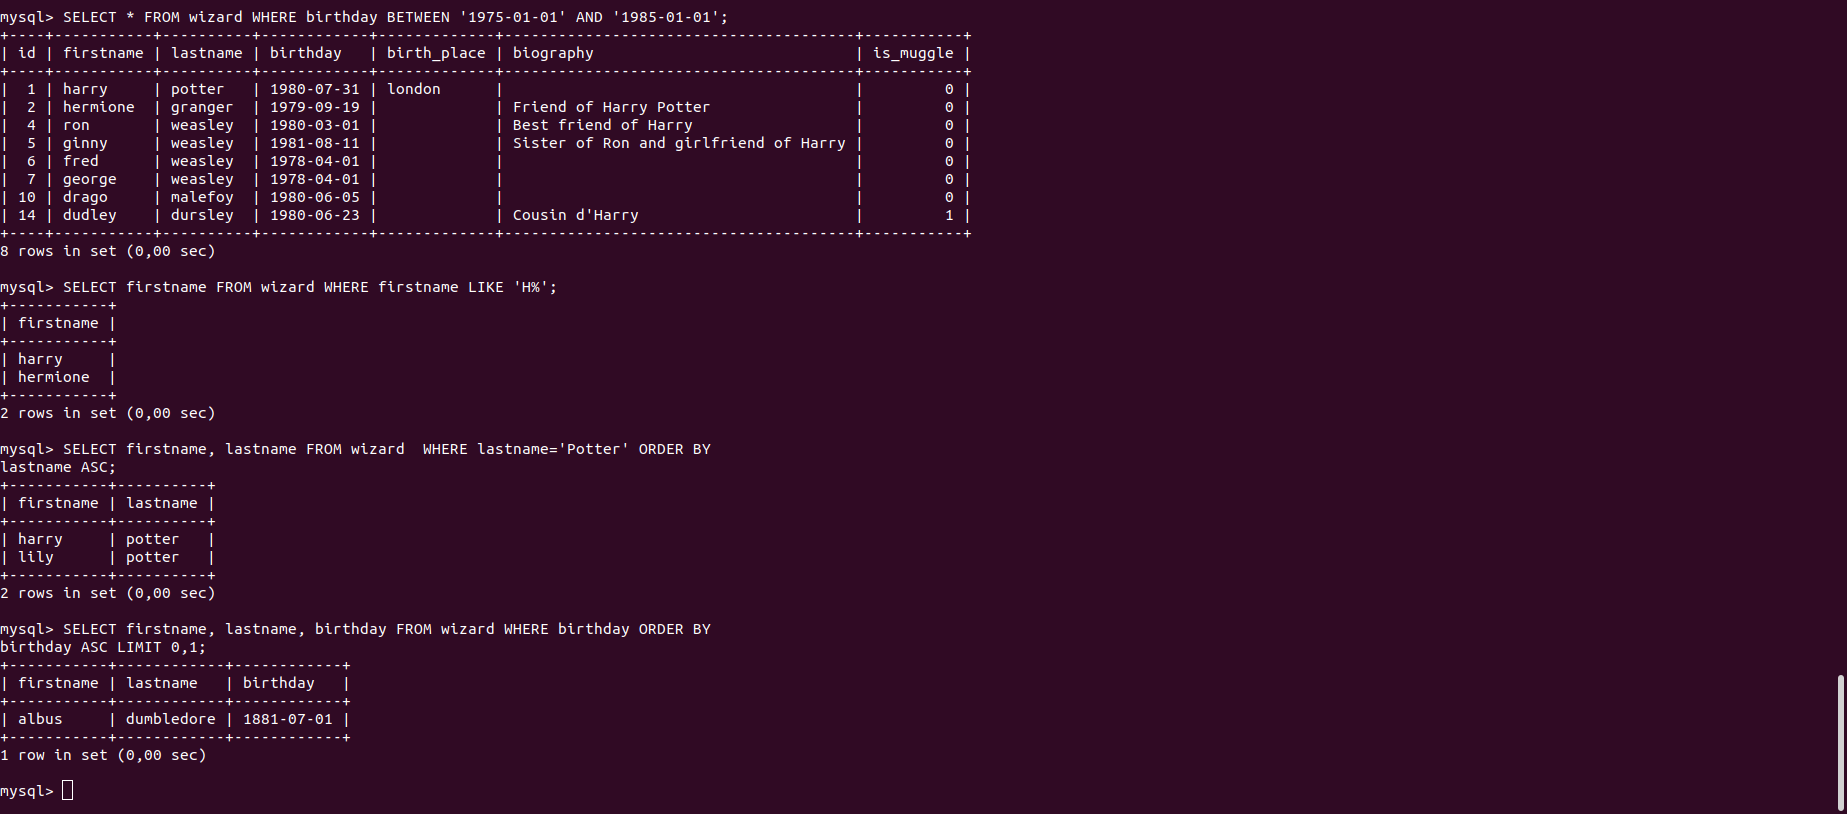 mysql> SELECT * FROM wizard WHERE birthday BETWEEN '1975-01-01' AND '1985-01-01';
+----+-----------+----------+------------+-------------+---------------------------------------+-----------+
| id | firstname | lastname | birthday   | birth_place | biography                             | is_muggle |
+----+-----------+----------+------------+-------------+---------------------------------------+-----------+
|  1 | harry     | potter   | 1980-07-31 | london      |                                       |         0 |
|  2 | hermione  | granger  | 1979-09-19 |             | Friend of Harry Potter                |         0 |
|  4 | ron       | weasley  | 1980-03-01 |             | Best friend of Harry                  |         0 |
|  5 | ginny     | weasley  | 1981-08-11 |             | Sister of Ron and girlfriend of Harry |         0 |
|  6 | fred      | weasley  | 1978-04-01 |             |                                       |         0 |
|  7 | george    | weasley  | 1978-04-01 |             |                                       |         0 |
| 10 | drago     | malefoy  | 1980-06-05 |             |                                       |         0 |
| 14 | dudley    | dursley  | 1980-06-23 |             | Cousin d'Harry                        |         1 |
+----+-----------+----------+------------+-------------+---------------------------------------+-----------+
8 rows in set (0,00 sec)

mysql> SELECT firstname FROM wizard WHERE firstname LIKE 'H%';
+-----------+
| firstname |
+-----------+
| harry     |
| hermione  |
+-----------+
2 rows in set (0,00 sec)

mysql> SELECT firstname, lastname FROM wizard  WHERE lastname='Potter' ORDER BY
lastname ASC;
+-----------+----------+
| firstname | lastname |
+-----------+----------+
| harry     | potter   |
| lily      | potter   |
+-----------+----------+
2 rows in set (0,00 sec)

mysql> SELECT firstname, lastname, birthday FROM wizard WHERE birthday ORDER BY
birthday ASC LIMIT 0,1;
+-----------+------------+------------+
| firstname | lastname   | birthday   |
+-----------+------------+------------+
| albus     | dumbledore | 1881-07-01 |
+-----------+------------+------------+
1 row in set (0,00 sec)

mysql>